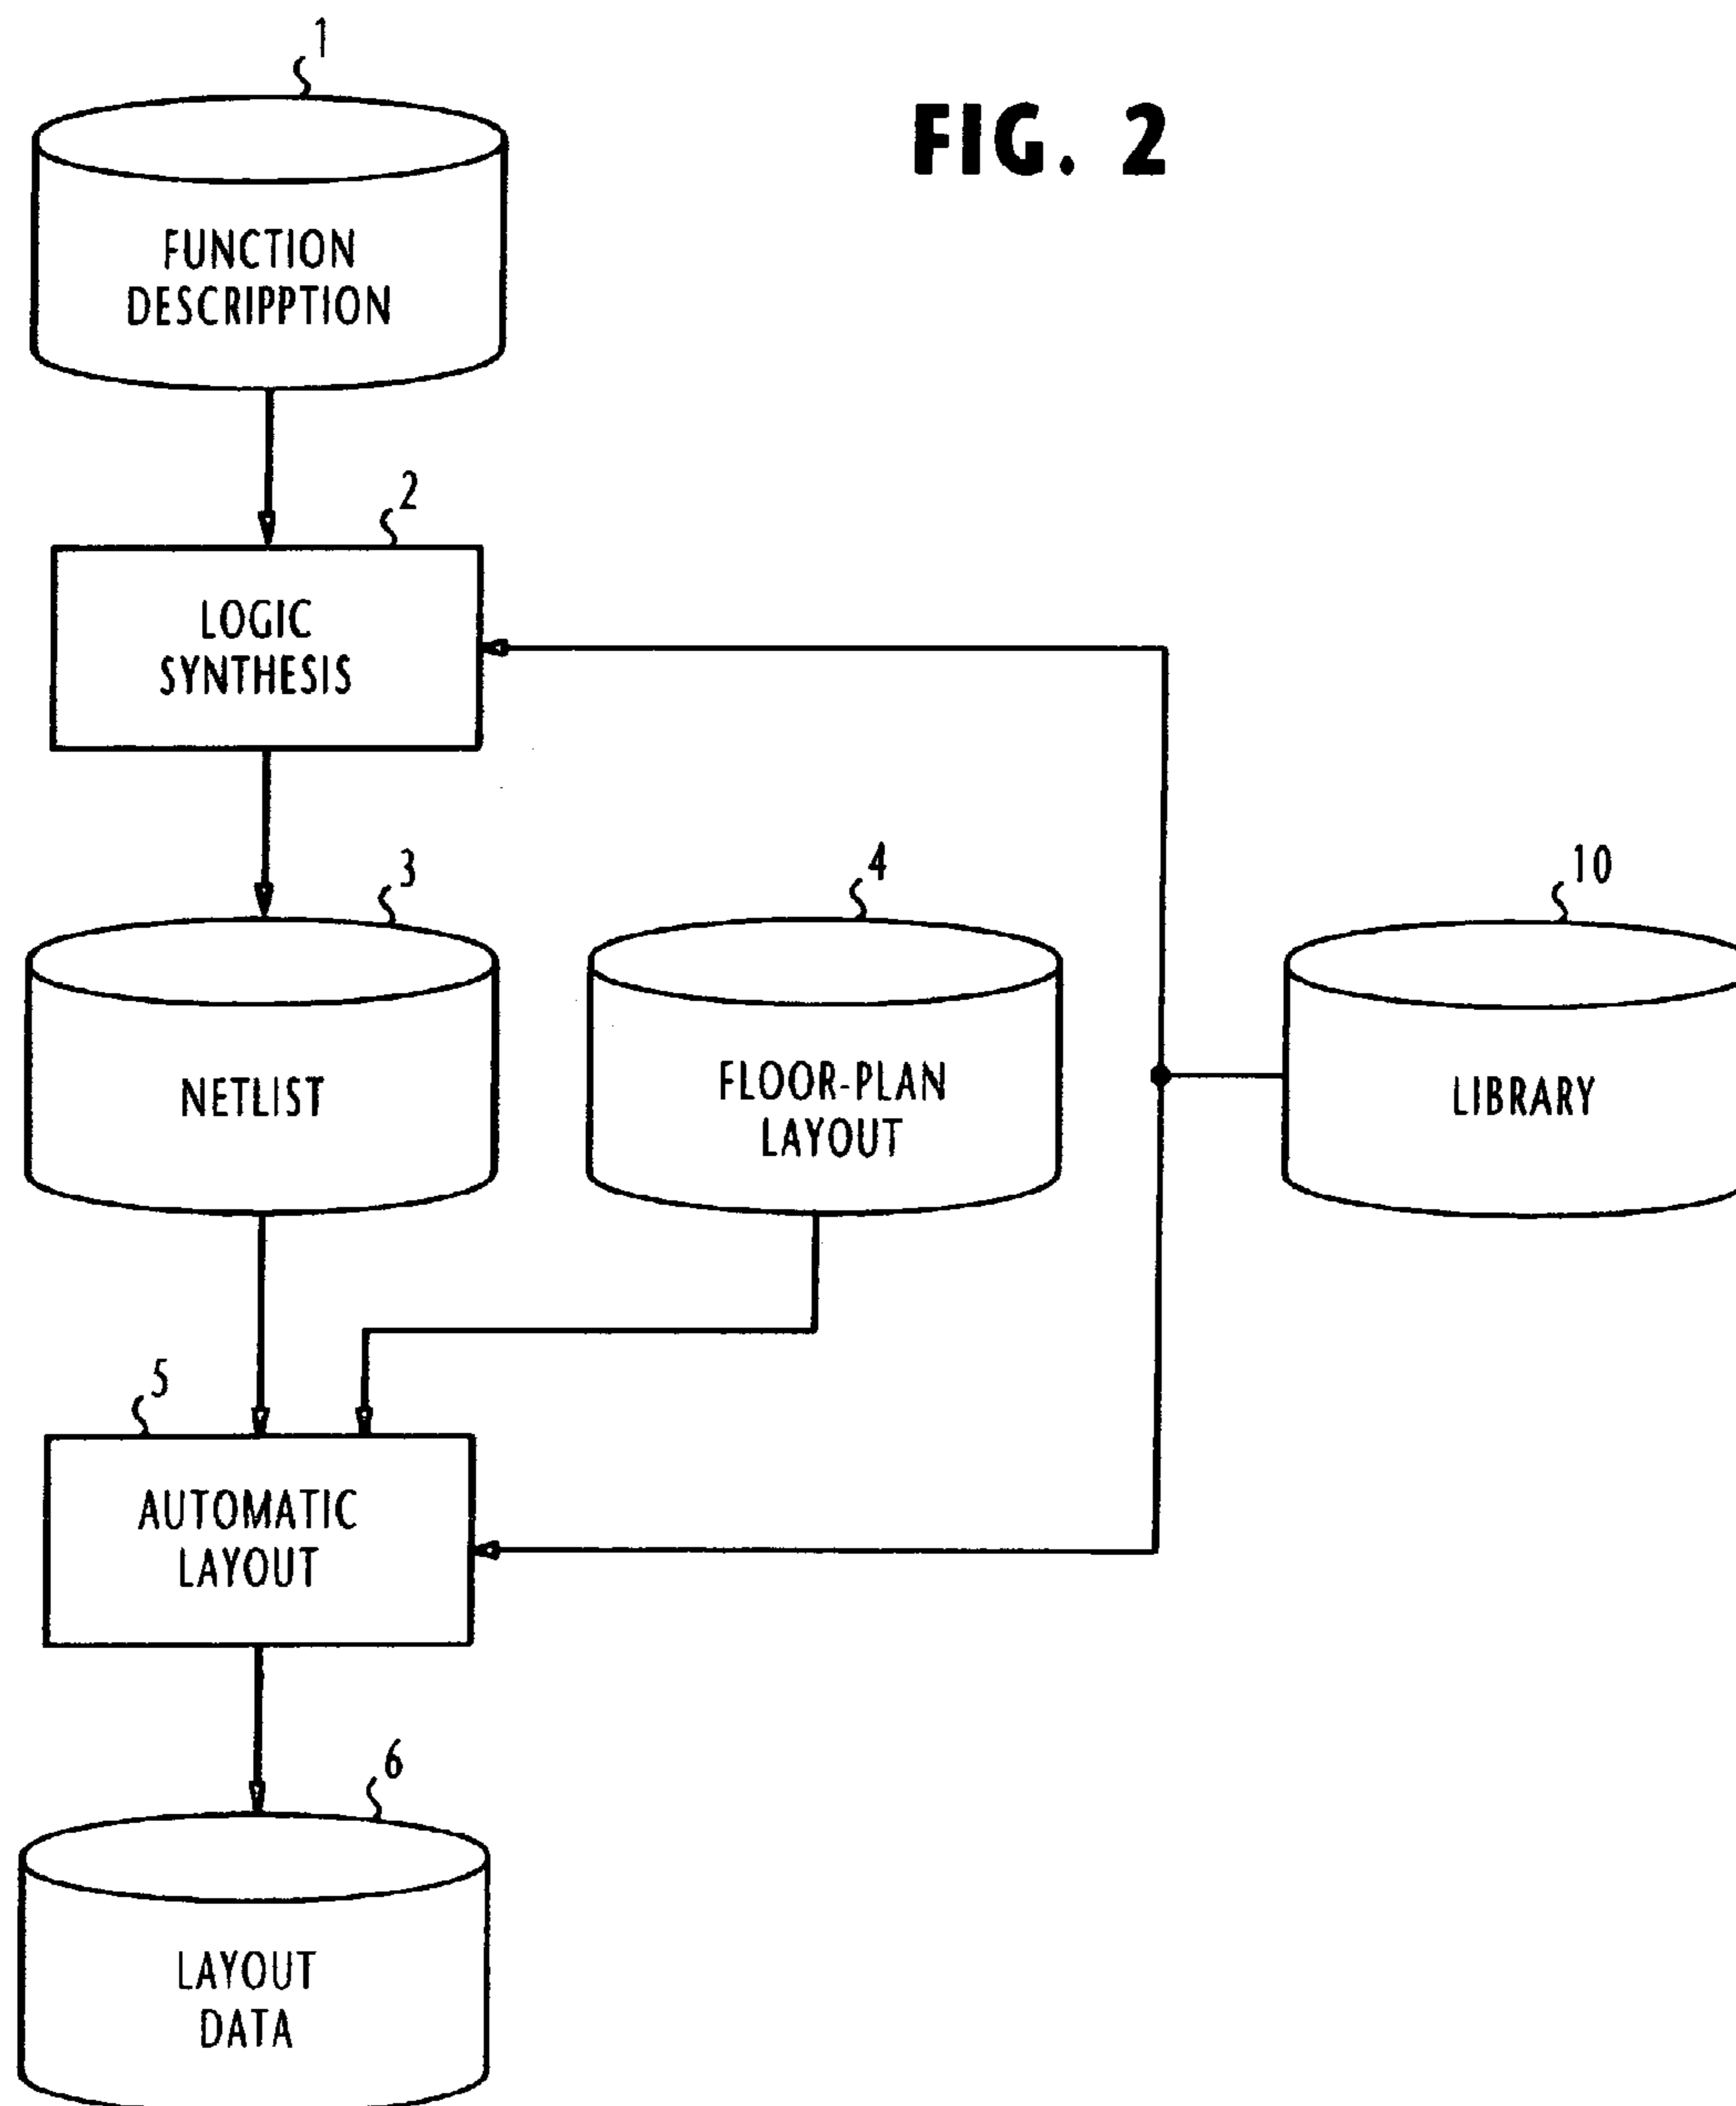 1
FIG. 2
FUNCTION
DESCRIPPTION
2
LOGIC
SYNTHESIS
3
4
10
NETLIST
FLOOR-PLAN
LAYOUT
LIBRARY
5
AUTOMATIC
LAYOUT
6
LAYOUT
DATA